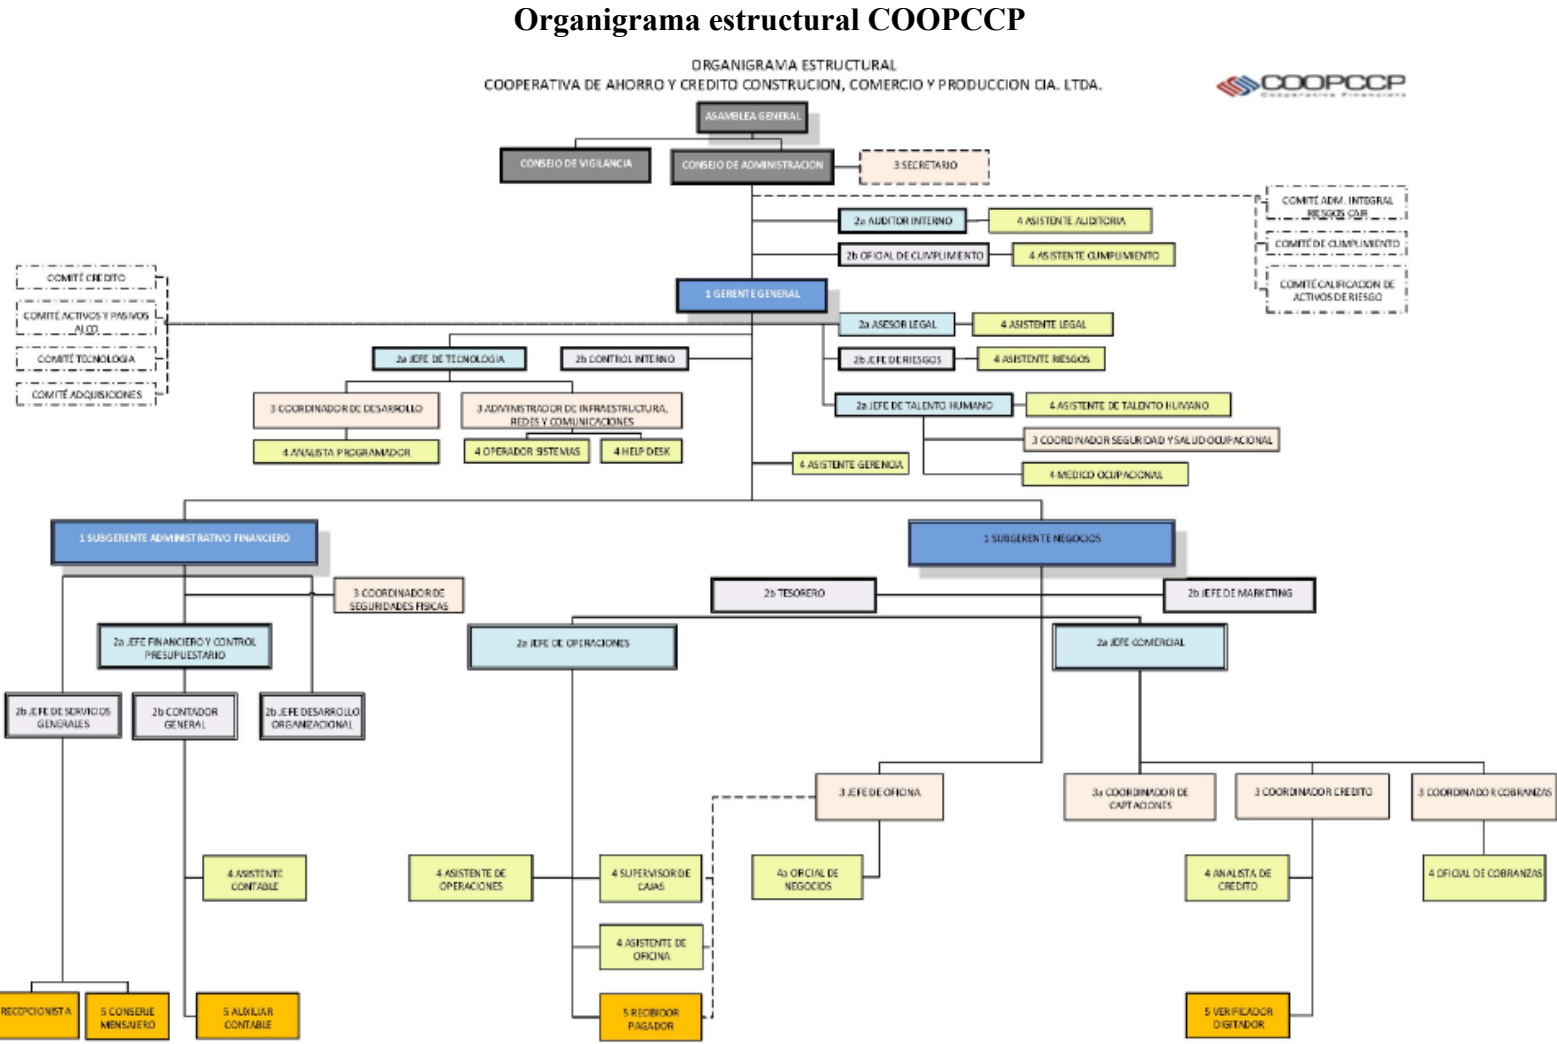 Organigrama estructural COOPCCP
ORGANIGRAMA ESTRUCTURAL
COOPERATIVA DE AHORRO Y CREDITO CONSTRUCION, COMERCIO Y PRODUCCION CIA. LTDA.
COOPCCP
Cooperativa Financiera
ASAMBLEA GENERAL
CONSEJO DE VIGILANCIA
CONSEJO DE ADMINISTRACION
3 SECRETARIO
COMITÉ ADM. INTEGRAL
RIESGOS CAIR
2a AUDITOR INTERNO
4 ASISTENTE AUDITORIA
COMITÉ DE CUMPLIMIENTO
2b OFICIAL DE CUMPLIMIENTO
4 ASISTENTE CUMPLIMIENTO
COMITÉ CALIFICACION DE
ACTIVOS DE RIESGO
COMITÉ CREDITO
1 GERENTE GENERAL
COMITÉ ACTIVOS Y PASIVOS
ALCO
2a ASESOR LEGAL
4 ASISTENTE LEGAL
COMITÉ TECNOLOGIA
2a JEFE DE TECNOLOGIA
2b CONTROL INTERNO
2b JEFE DE RIESGOS
4 ASISTENTE RIESGOS
COMITÉ ADQUISICIONES
3 COORDINADOR DE DESARROLLO
3 ADMINISTRADOR DE INFRAESTRUCTURA,
REDES Y COMUNICACIONES
2a JEFE DE TALENTO HUMANO
4 ASISTENTE DE TALENTO HUMANO
3 COORDINADOR SEGURIDAD Y SALUD OCUPACIONAL
4 ANALISTA PROGRAMADOR
4 OPERADOR SISTEMAS
4 HELP DESK
4 ASISTENTE GERENCIA
4 MEDICO OCUPACIONAL
1 SUBGERENTE ADMINISTRATIVO FINANCIERO
1 SUBGERENTE NEGOCIOS
3 COORDINADOR DE
SEGURIDADES FISICAS
2b TESORERO
2b JEFE DE MARKETING
2a JEFE FINANCIERO Y CONTROL
PRESUPUESTARIO
2a JEFE DE OPERACIONES
2a JEFE COMERCIAL
2b JEFE DE SERVICIOS
GENERALES
2b CONTADOR
GENERAL
2b JEFE DESARROLLO
ORGANIZACIONAL
3 JEFE DE OFICINA
3a COORDINADOR DE
CAPTACIONES
3 COORDINADOR CREDITO
3 COORDINADOR COBRANZAS
4 ASISTENTE
CONTABLE
4 ASISTENTE DE
OPERACIONES
4 SUPERVISOR DE
CAJAS
4a OFICIAL DE
NEGOCIOS
4 ANALISTA DE
CREDITO
4 OFICIAL DE COBRANZAS
4 ASISTENTE DE
OFICINA
RECEPCIONISTA
5 CONSERJE
MENSAJERO
5 AUXILIAR
CONTABLE
5 RECIBIDOR
PAGADOR
5 VERIFICADOR
DIGITADOR